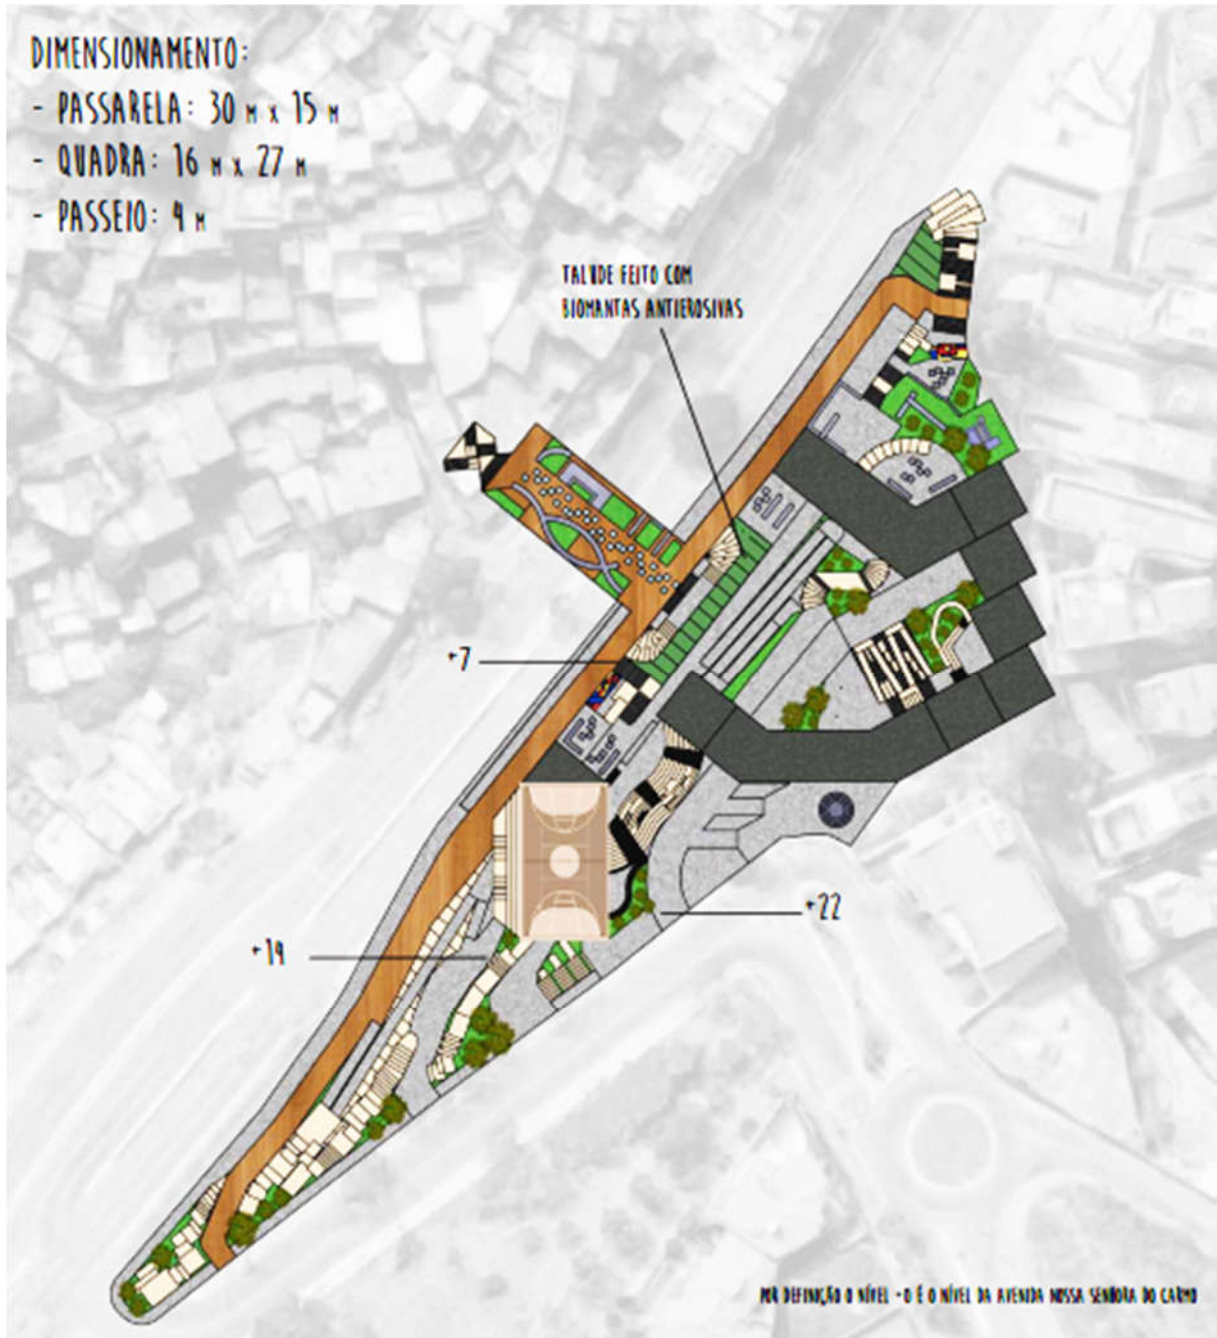 DIMENSIONAMENTO:
- PASSARELA: 30 M X 15 M
- QUADRA: 16 M X 27 M
- PASSEIO: 4 M
TALUDE FEITO COM
BIOMANTAS ANTIEROSIVAS
+7
+22
+14
POR DEFINIÇÃO O NÍVEL +0 É O NÍVEL DA AVENIDA NOSSA SENHORA DO CARMO